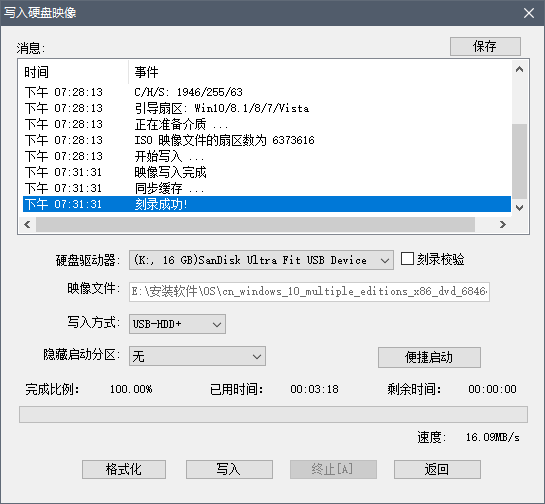 写入硬盘映像
消息:
保存
时间 事件
下午 07:28:13 C/H/S: 1946/255/63
下午 07:28:13 引导扇区: Win10/8.1/8/7/Vista
下午 07:28:13 正在准备介质 ...
下午 07:28:13 ISO 映像文件的扇区数为 6373616
下午 07:28:13 开始写入 ...
下午 07:31:31 映像写入完成
下午 07:31:31 同步缓存 ...
下午 07:31:31 刻录成功!
硬盘驱动器: (K:, 16 GB)SanDisk Ultra Fit USB Device 刻录校验
映像文件: E:\安装软件\OS\cn_windows_10_multiple_editions_x86_dvd_6846
写入方式: USB-HDD+
隐藏启动分区: 无 便捷启动
完成比例: 100.00% 已用时间: 00:03:18 剩余时间: 00:00:00
速度: 16.09MB/s
格式化 写入 终止[A] 返回